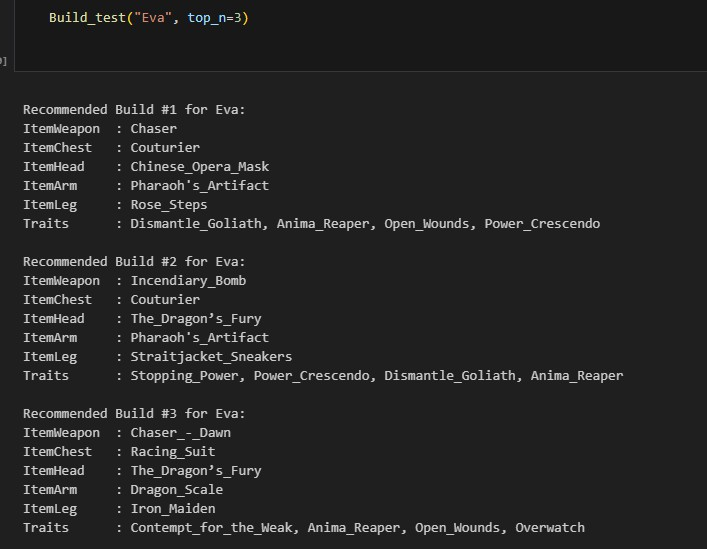 Build_test("Eva", top_n=3)
]
Recommended Build #1 for Eva:
ItemWeapon : Chaser
ItemChest : Couturier
ItemHead : Chinese_Opera_Mask
ItemArm : Pharaoh's_Artifact
ItemLeg : Rose_Steps
Traits : Dismantle_Goliath, Anima_Reaper, Open_Wounds, Power_Crescendo
Recommended Build #2 for Eva:
ItemWeapon : Incendiary_Bomb
ItemChest : Couturier
ItemHead : The_Dragon’s_Fury
ItemArm : Pharaoh's_Artifact
ItemLeg : Straitjacket_Sneakers
Traits : Stopping_Power, Power_Crescendo, Dismantle_Goliath, Anima_Reaper
Recommended Build #3 for Eva:
ItemWeapon : Chaser_-_Dawn
ItemChest : Racing_Suit
ItemHead : The_Dragon’s_Fury
ItemArm : Dragon_Scale
ItemLeg : Iron_Maiden
Traits : Contempt_for_the_Weak, Anima_Reaper, Open_Wounds, Overwatch